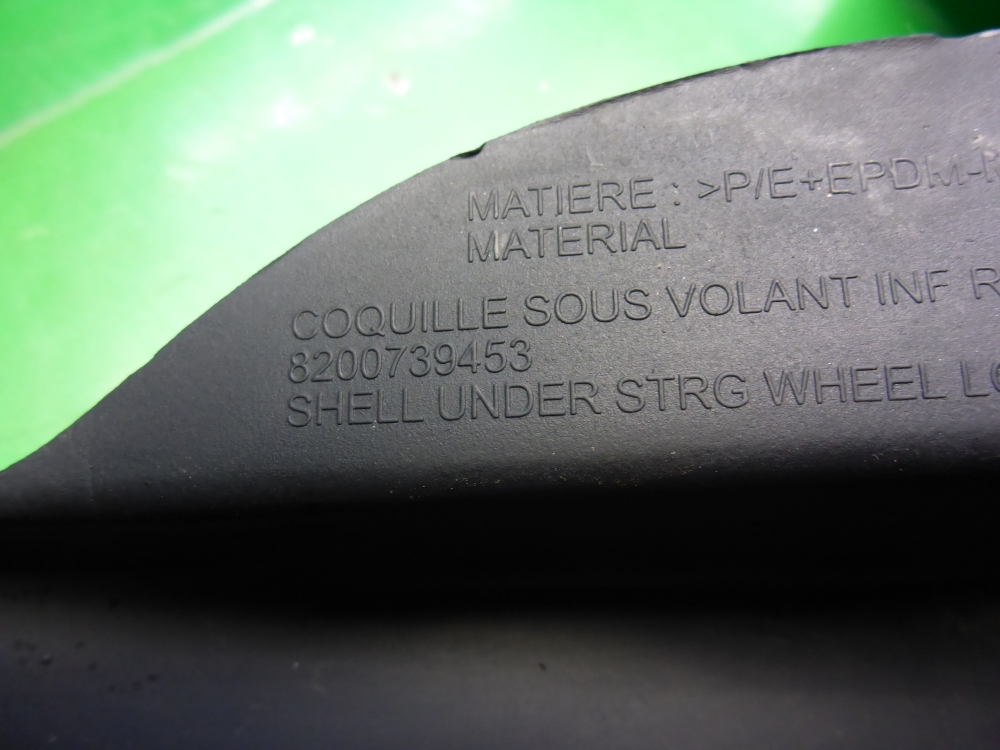 MATIERE : >P/E+EPDM-
MATERIAL
COQUILLE SOUS VOLANT INF R
8200739453
SHELL UNDER STRG WHEEL